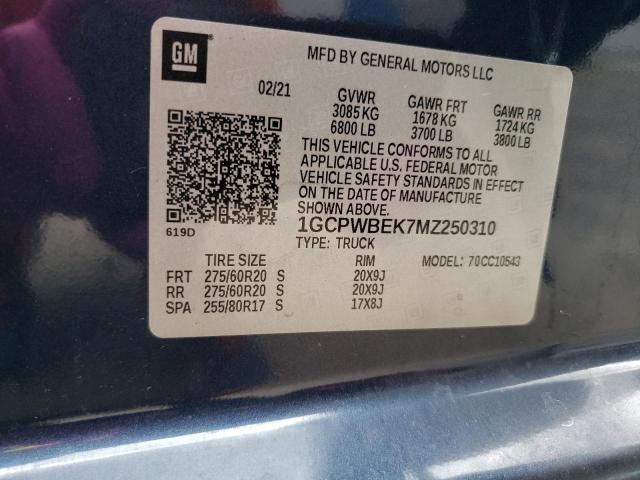 GM
MFD BY GENERAL MOTORS LLC
02/21
GVWR GAWR FRT GAWR RR
3085 KG 1678 KG 1724 KG
6800 LB 3700 LB 3800 LB
THIS VEHICLE CONFORMS TO ALL
APPLICABLE U.S. FEDERAL MOTOR
VEHICLE SAFETY STANDARDS IN EFFECT
ON THE DATE OF MANUFACTURE
SHOWN ABOVE.
619D
1GCPWBEK7MZ250310
TYPE: TRUCK MODEL: 70CC10543
TIRE SIZE RIM
FRT 275/60R20 S 20X9J
RR 275/60R20 S 20X9J
SPA 255/80R17 S 17X8J